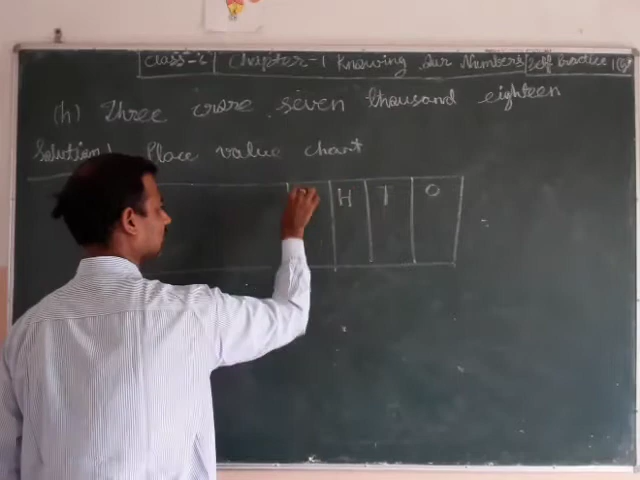 Class-6 Chapter-1 Knowing Our Numbers Self Practice 1(B)
(h) Three crore seven thousand eighteen
Solution! Place value chart
H T O